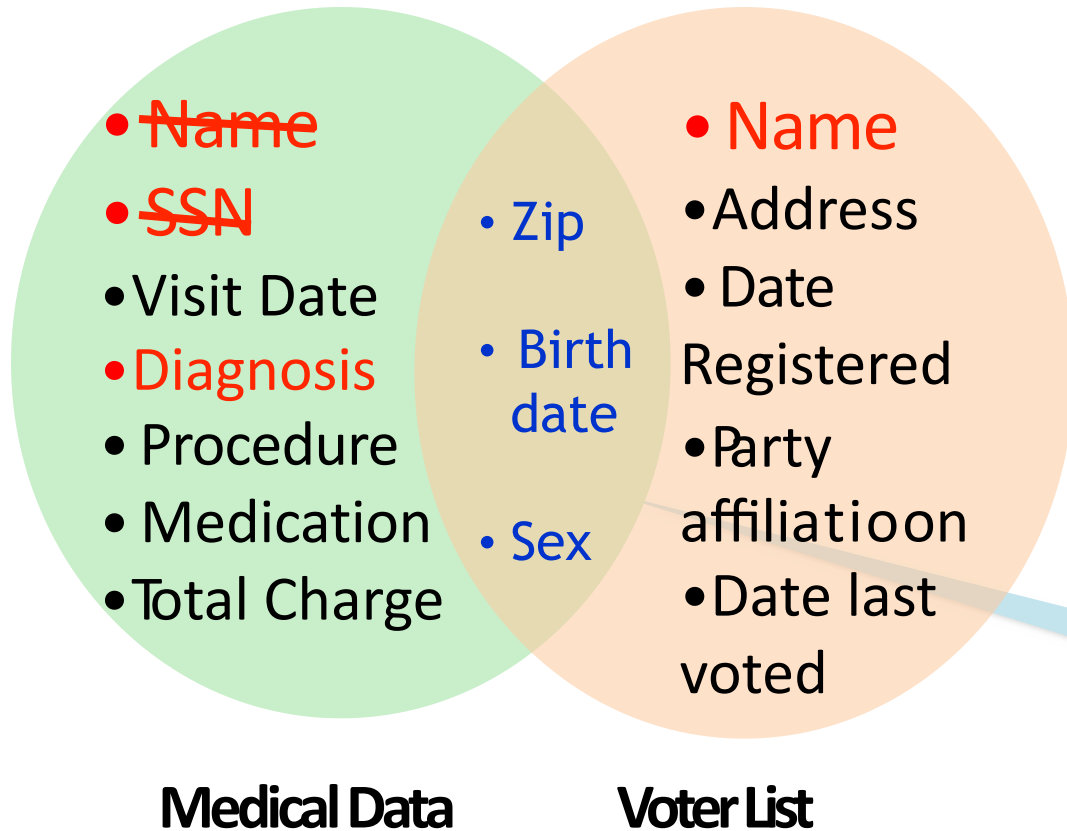 • Name
• SSN
•Visit Date
•Diagnosis
• Procedure
• Medication
•Total Charge
• Zip
• Birth
date
• Sex
• Name
•Address
• Date
Registered
•Party
affiliatioon
•Date last
voted
Medical Data
Voter List